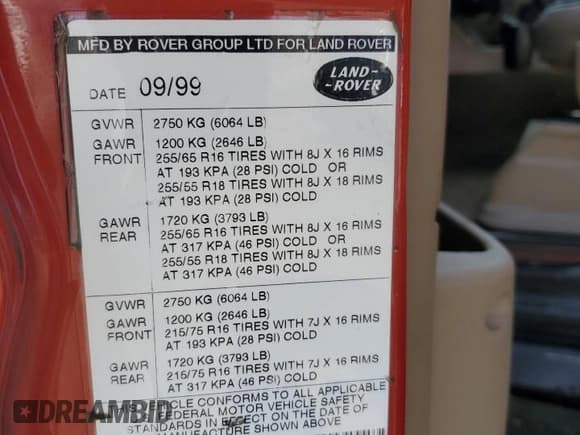 MFD BY ROVER GROUP LTD FOR LAND ROVER
DATE 09/99 LAND- -ROVER
GVWR 2750 KG (6064 LB)
GAWR FRONT 1200 KG (2646 LB)
255/65 R16 TIRES WITH 8J X 16 RIMS
AT 193 KPA (28 PSI) COLD OR
255/55 R18 TIRES WITH 8J X 18 RIMS
AT 193 KPA (28 PSI) COLD
GAWR REAR 1720 KG (3793 LB)
255/65 R16 TIRES WITH 8J X 16 RIMS
AT 317 KPA (46 PSI) COLD OR
255/55 R18 TIRES WITH 8J X 18 RIMS
AT 317 KPA (46 PSI) COLD
GVWR 2750 KG (6064 LB)
GAWR FRONT 1200 KG (2646 LB)
215/75 R16 TIRES WITH 7J X 16 RIMS
AT 193 KPA (28 PSI) COLD
GAWR REAR 1720 KG (3793 LB)
215/75 R16 TIRES WITH 7J X 16 RIMS
AT 317 KPA (46 PSI) COLD
VEHICLE CONFORMS TO ALL APPLICABLE
FEDERAL MOTOR VEHICLE SAFETY
STANDARDS IN EFFECT ON THE DATE OF
MANUFACTURE SHOWN ABOVE
DREAMBID